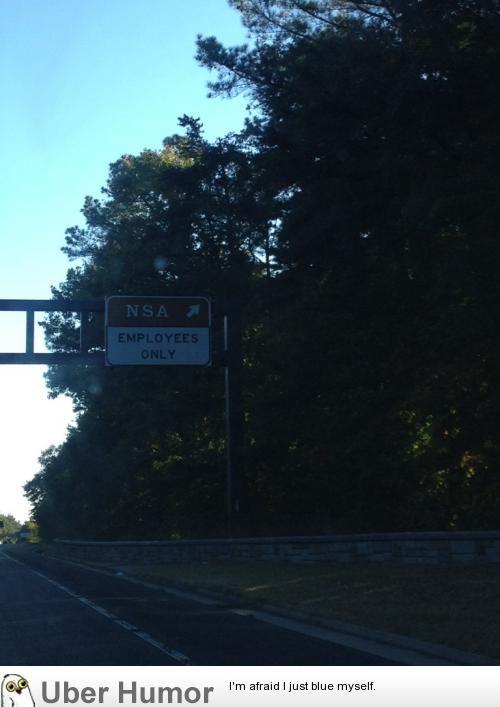 NSA
EMPLOYEES
ONLY
Uber Humor
I'm afraid I just blue myself.